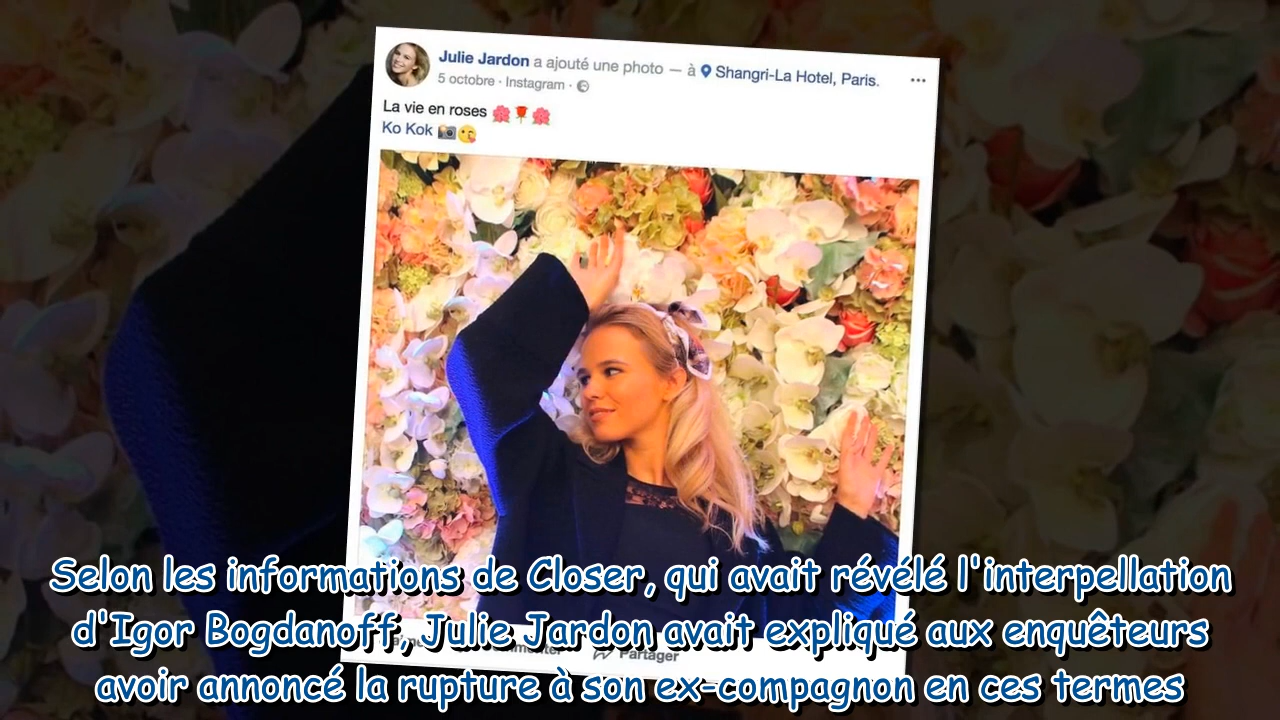 Julie Jardon a ajouté une photo — à Shangri-La Hotel, Paris.
5 octobre · Instagram ·
La vie en roses 🌺🌹🌺
Ko Kok 📷😘
Selon les informations de Closer, qui avait révélé l'interpellation
d'Igor Bogdanoff, Julie Jardon avait expliqué aux enquêteurs
Partager
avoir annoncé la rupture à son ex-compagnon en ces termes